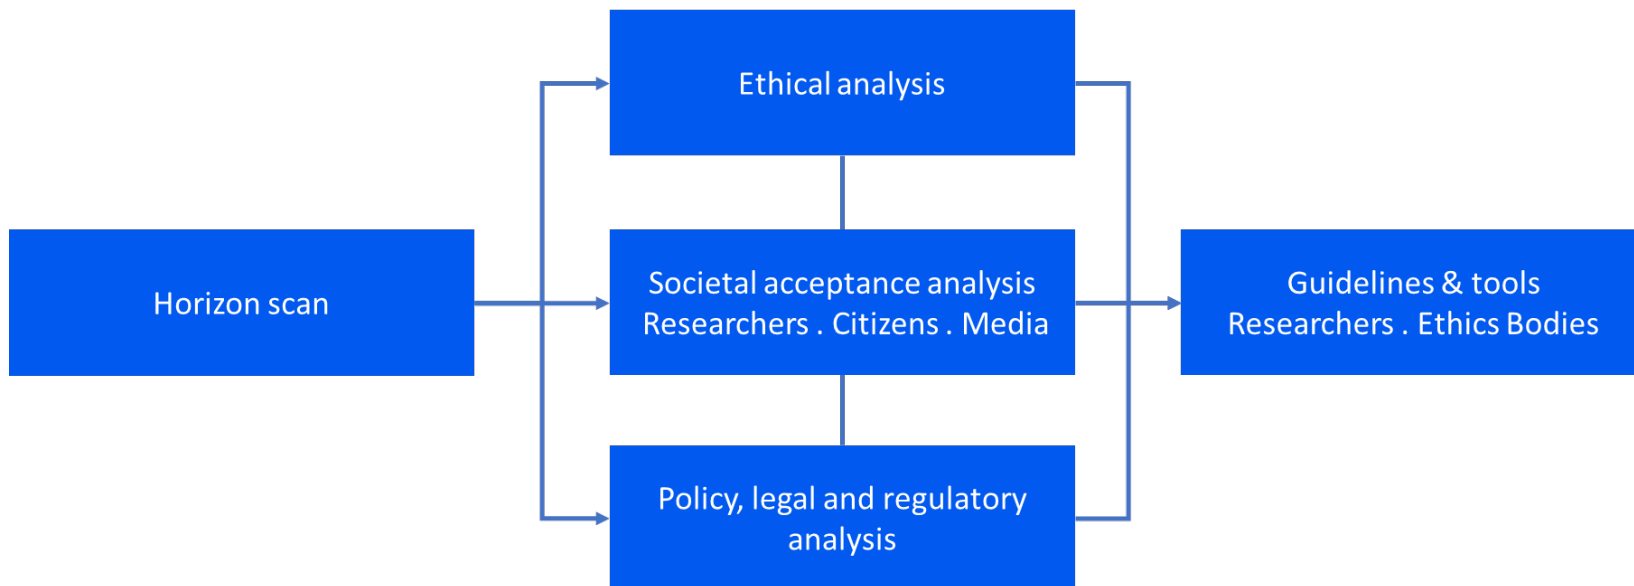 Ethical analysis
Horizon scan
Societal acceptance analysis
Researchers . Citizens . Media
Guidelines & tools
Researchers . Ethics Bodies
Policy, legal and regulatory
analysis